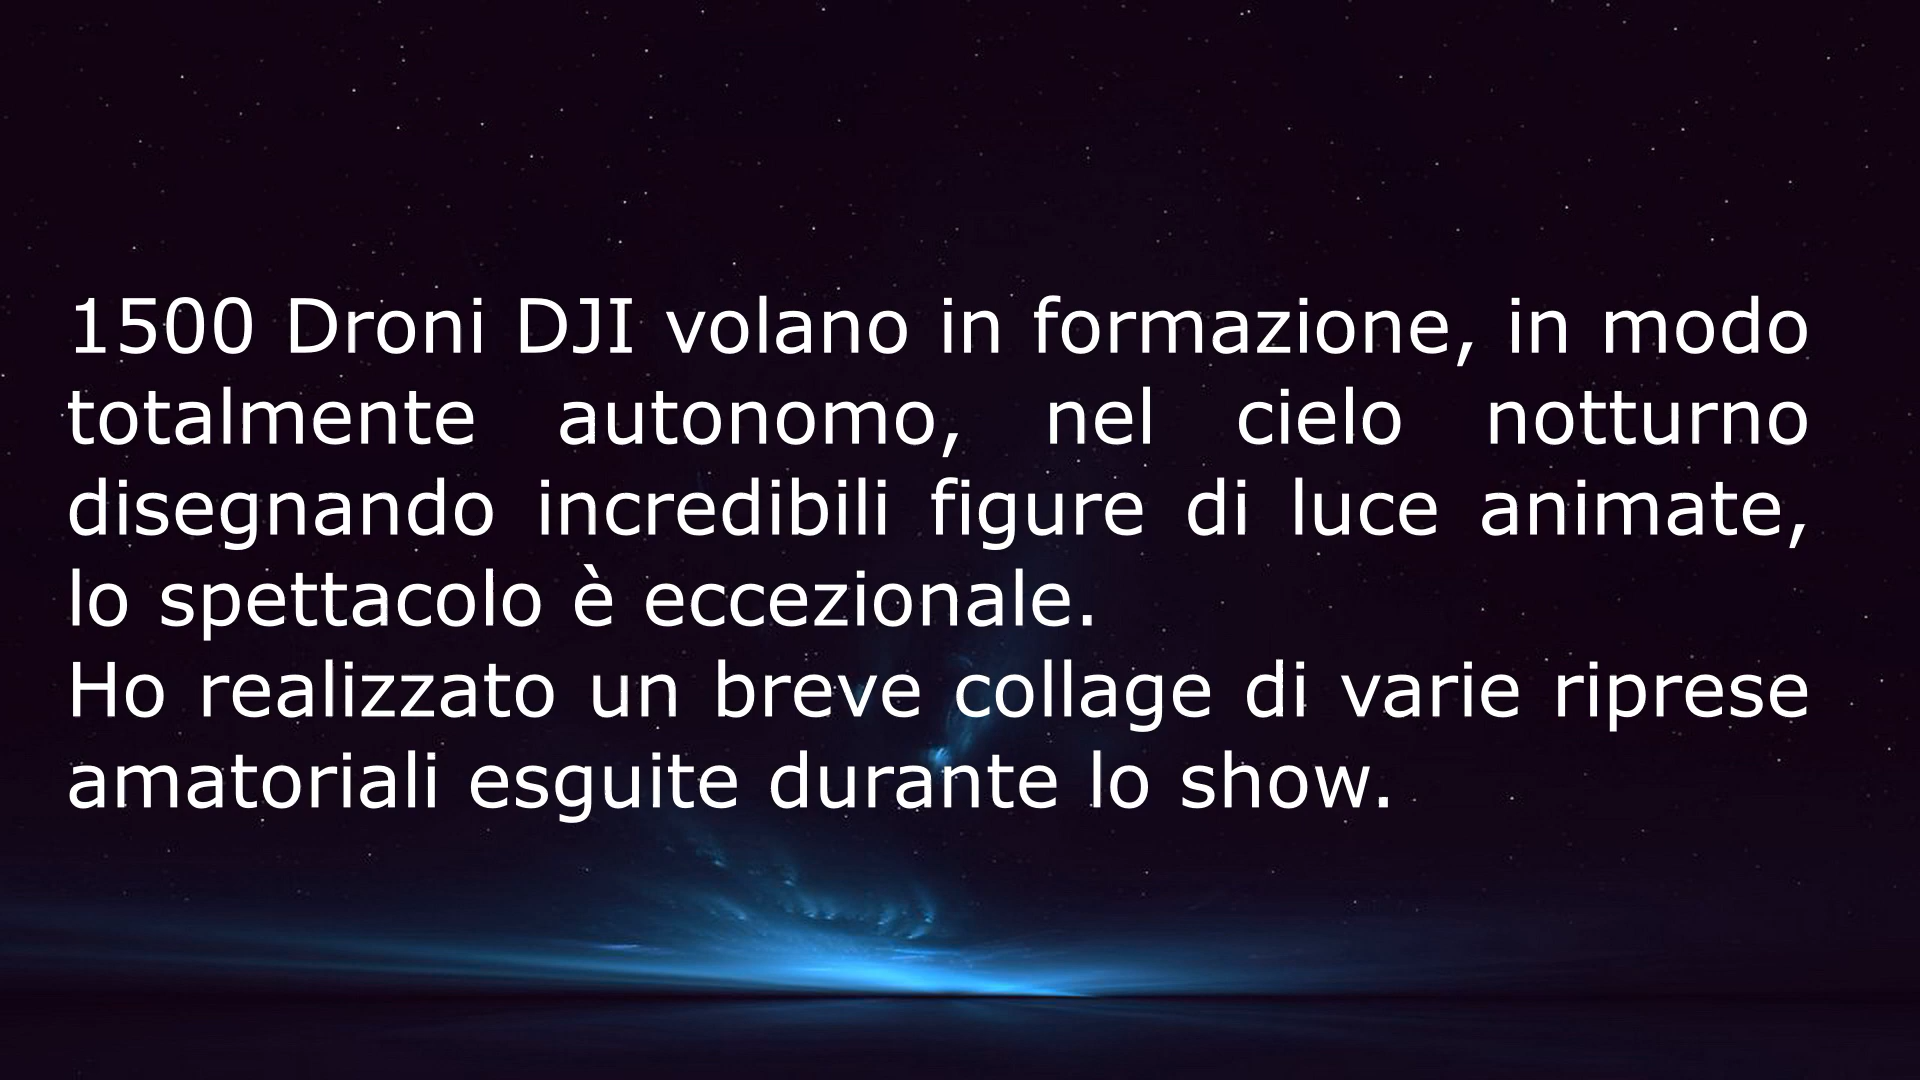 1500 Droni DJI volano in formazione, in modo
totalmente autonomo, nel cielo notturno
disegnando incredibili figure di luce animate,
lo spettacolo è eccezionale.
Ho realizzato un breve collage di varie riprese
amatoriali esguite durante lo show.